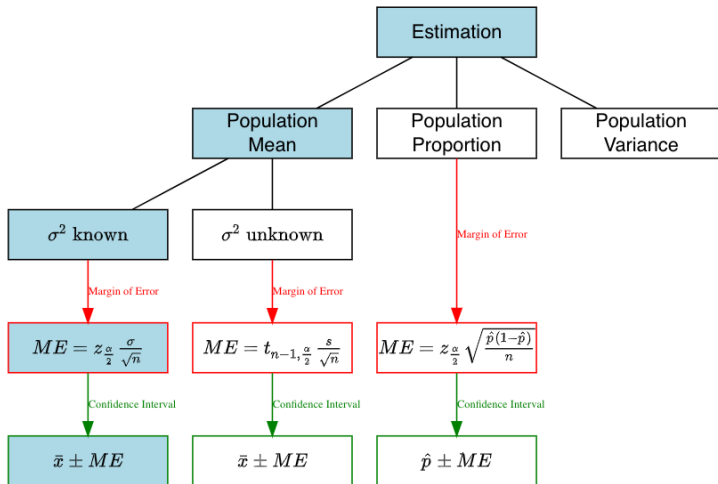 Estimation
Population
Mean
Population
Proportion
Population
Variance
σ² known
σ² unknown
Margin of Error
Margin of Error
Margin of Error
ME = z_{α/2} σ/√n
ME = t_{n−1, α/2} s/√n
ME = z_{α/2} √(p̂(1−p̂)/n)
Confidence Interval
Confidence Interval
Confidence Interval
x̄ ± ME
x̄ ± ME
p̂ ± ME